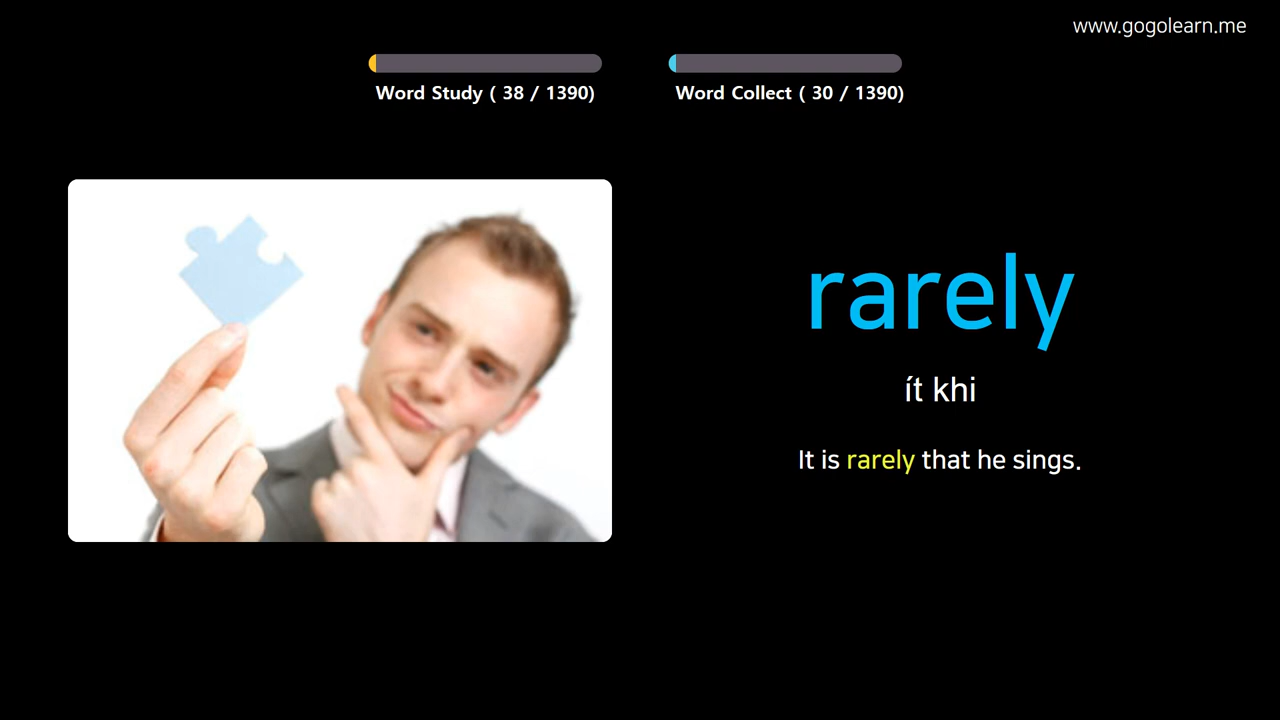 www.gogolearn.me
Word Study ( 38 / 1390)
Word Collect ( 30 / 1390)
rarely
ít khi
It is rarely that he sings.